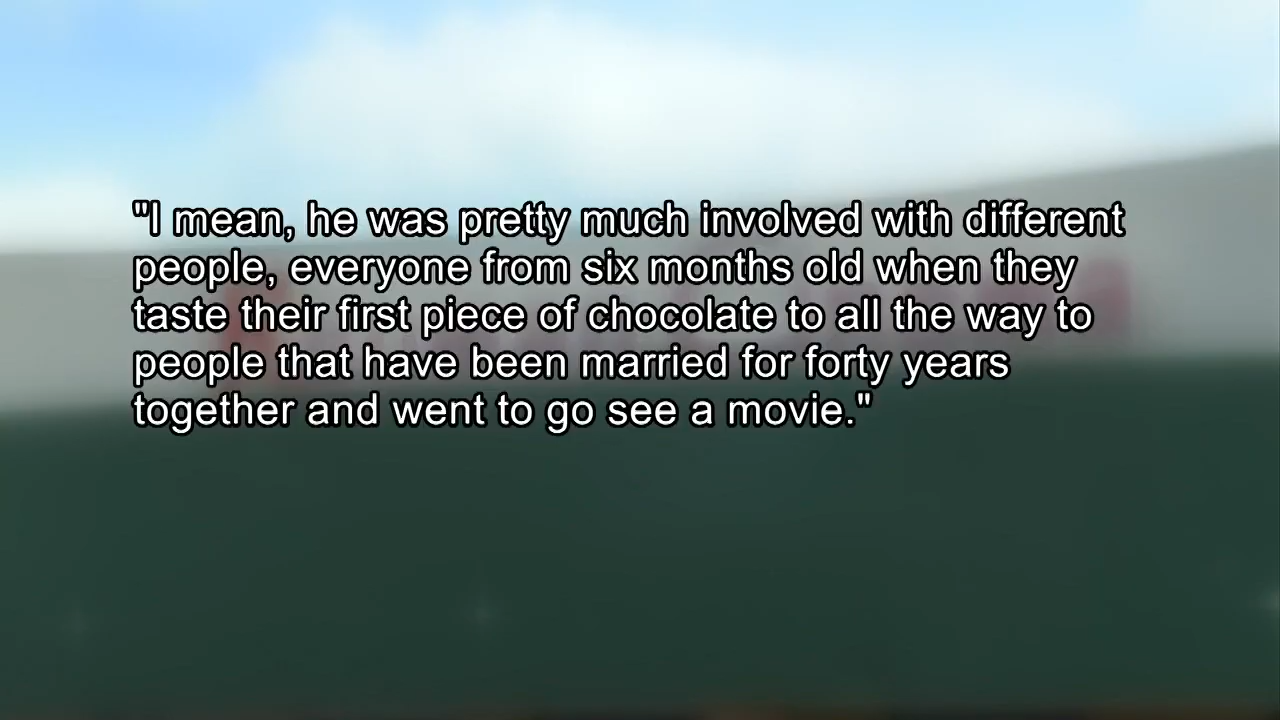 "I mean, he was pretty much involved with different
people, everyone from six months old when they
taste their first piece of chocolate to all the way to
people that have been married for forty years
together and went to go see a movie."